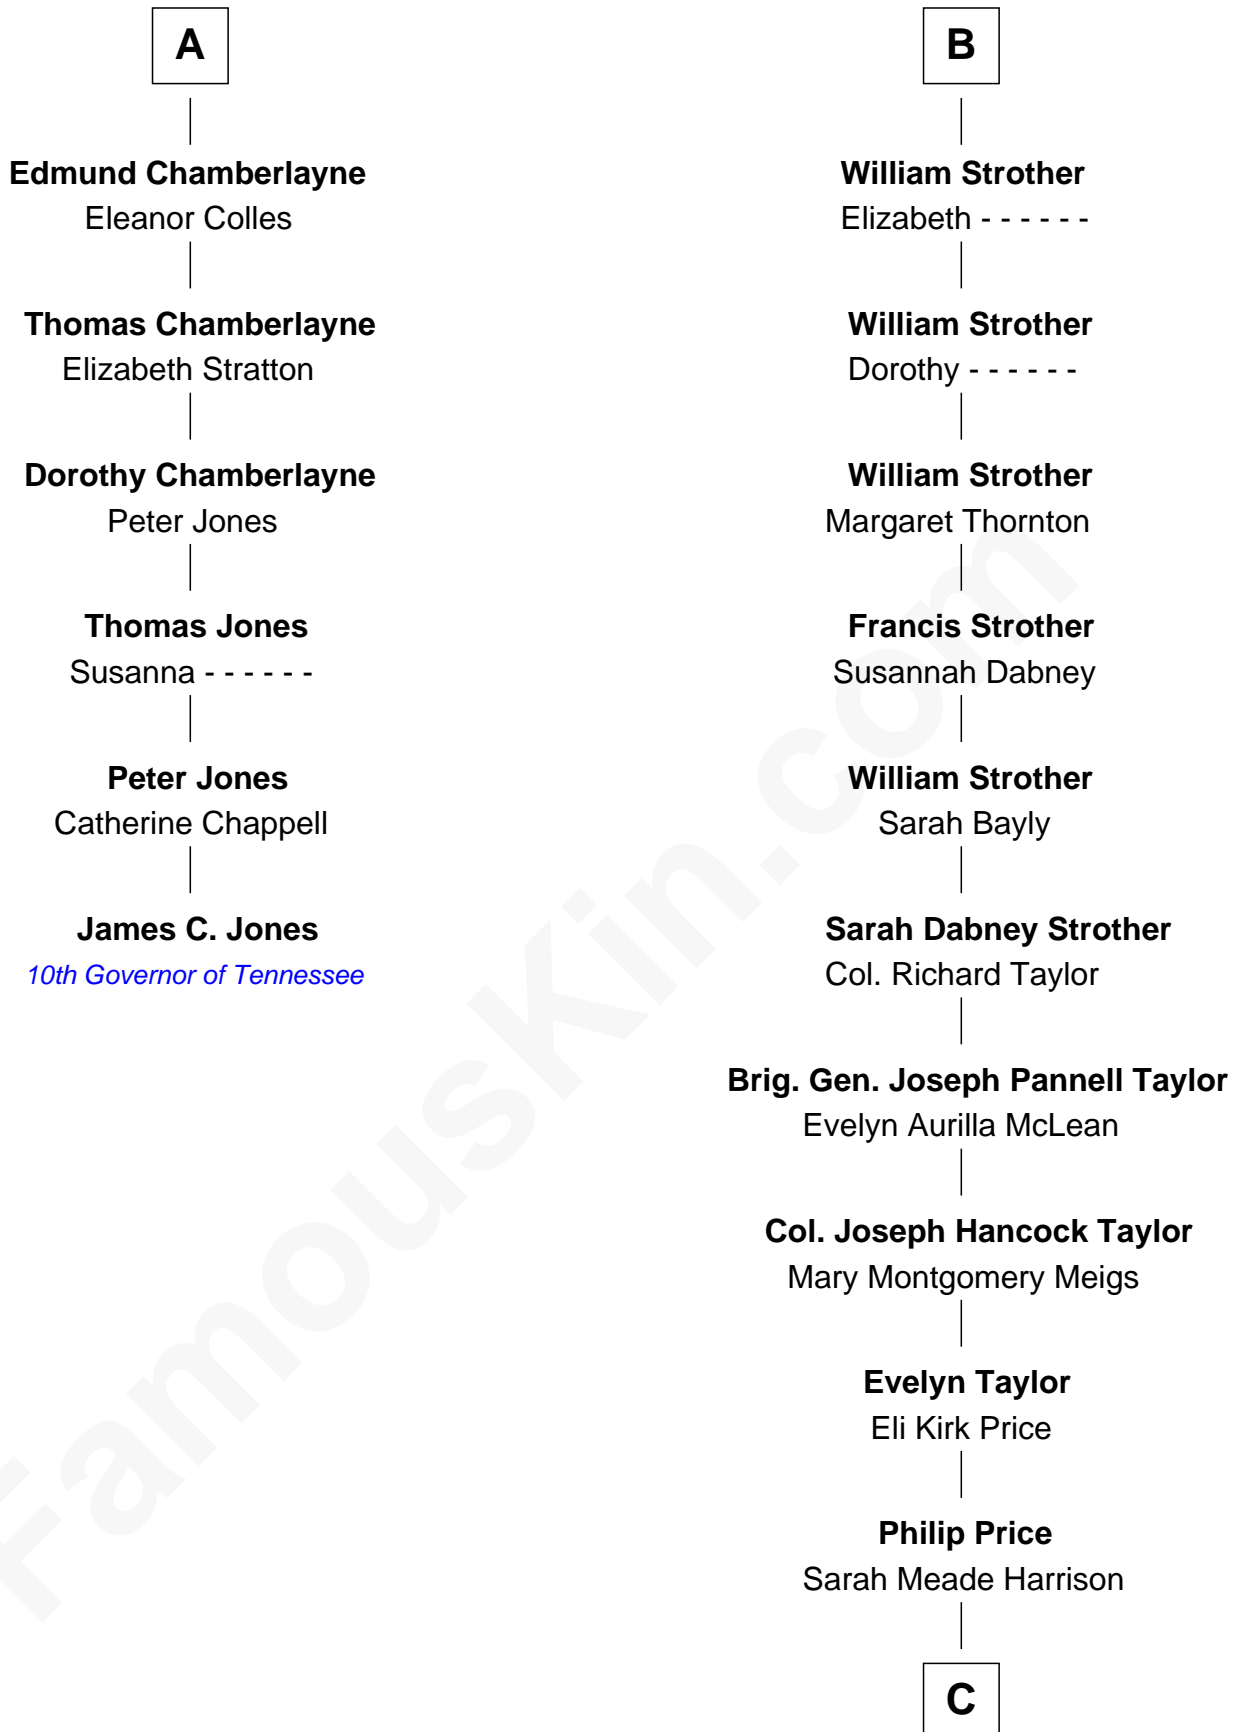 A
Edmund Chamberlayne
Eleanor Colles
Thomas Chamberlayne
Elizabeth Stratton
Dorothy Chamberlayne
Peter Jones
Thomas Jones
Susanna - - - - - -
Peter Jones
Catherine Chappell
James C. Jones
10th Governor of Tennessee
B
William Strother
Elizabeth - - - - - -
William Strother
Dorothy - - - - - -
William Strother
Margaret Thornton
Francis Strother
Susannah Dabney
William Strother
Sarah Bayly
Sarah Dabney Strother
Col. Richard Taylor
Brig. Gen. Joseph Pannell Taylor
Evelyn Aurilla McLean
Col. Joseph Hancock Taylor
Mary Montgomery Meigs
Evelyn Taylor
Eli Kirk Price
Philip Price
Sarah Meade Harrison
C
FamousKin.com